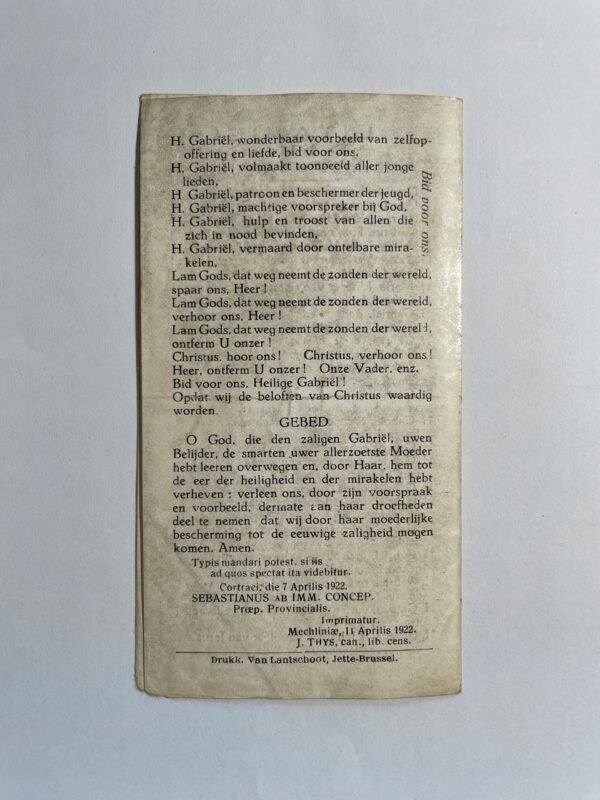 H. Gabriël, wonderbaar voorbeeld van zelfop-
offering en liefde, bid voor ons.
H. Gabriël, volmaakt toonbeeld aller jonge
lieden,
H Gabriël, patroon en beschermer der jeugd,
H. Gabriël, machtige voorspreker bij God,
H. Gabriël, hulp en troost van allen die
zich in nood bevinden,
H. Gabriël, vermaard door ontelbare mira-
kelen,
Bid voor ons.
Lam Gods, dat weg neemt de zonden der wereld,
spaar ons, Heer !
Lam Gods, dat weg neemt de zonden der wereld,
verhoor ons, Heer !
Lam Gods, dat weg neemt de zonden der wereld,
ontferm U onzer !
Christus, hoor ons ! Christus, verhoor ons !
Heer, ontferm U onzer ! Onze Vader, enz.
Bid voor ons, Heilige Gabriël !
Opdat wij de beloften van Christus waardig
worden
GEBED
O God, die den zaligen Gabriël, uwen
Belijder, de smarten uwer allerzoetste Moeder
hebt leeren overwegen en, door Haar, hem tot
de eer der heiligheid en der mirakelen hebt
verheven : verleen ons, door zijn voorspraak
en voorbeeld, dermate aan haar droefheden
deel te nemen dat wij door haar moederlijke
bescherming tot de eeuwige zaligheid mogen
komen. Amen.
Typis mandari potest, si iis
ad quos spectat ita videbitur.
Cortraci, die 7 Aprilis 1922.
SEBASTIANUS AB IMM. CONCEP.
Præp. Provincialis.
Imprimatur.
Mechliniæ, 11 Aprilis 1922.
J. THYS, can., lib. cens.
Drukk. Van Lantschoot, Jette-Brussel.